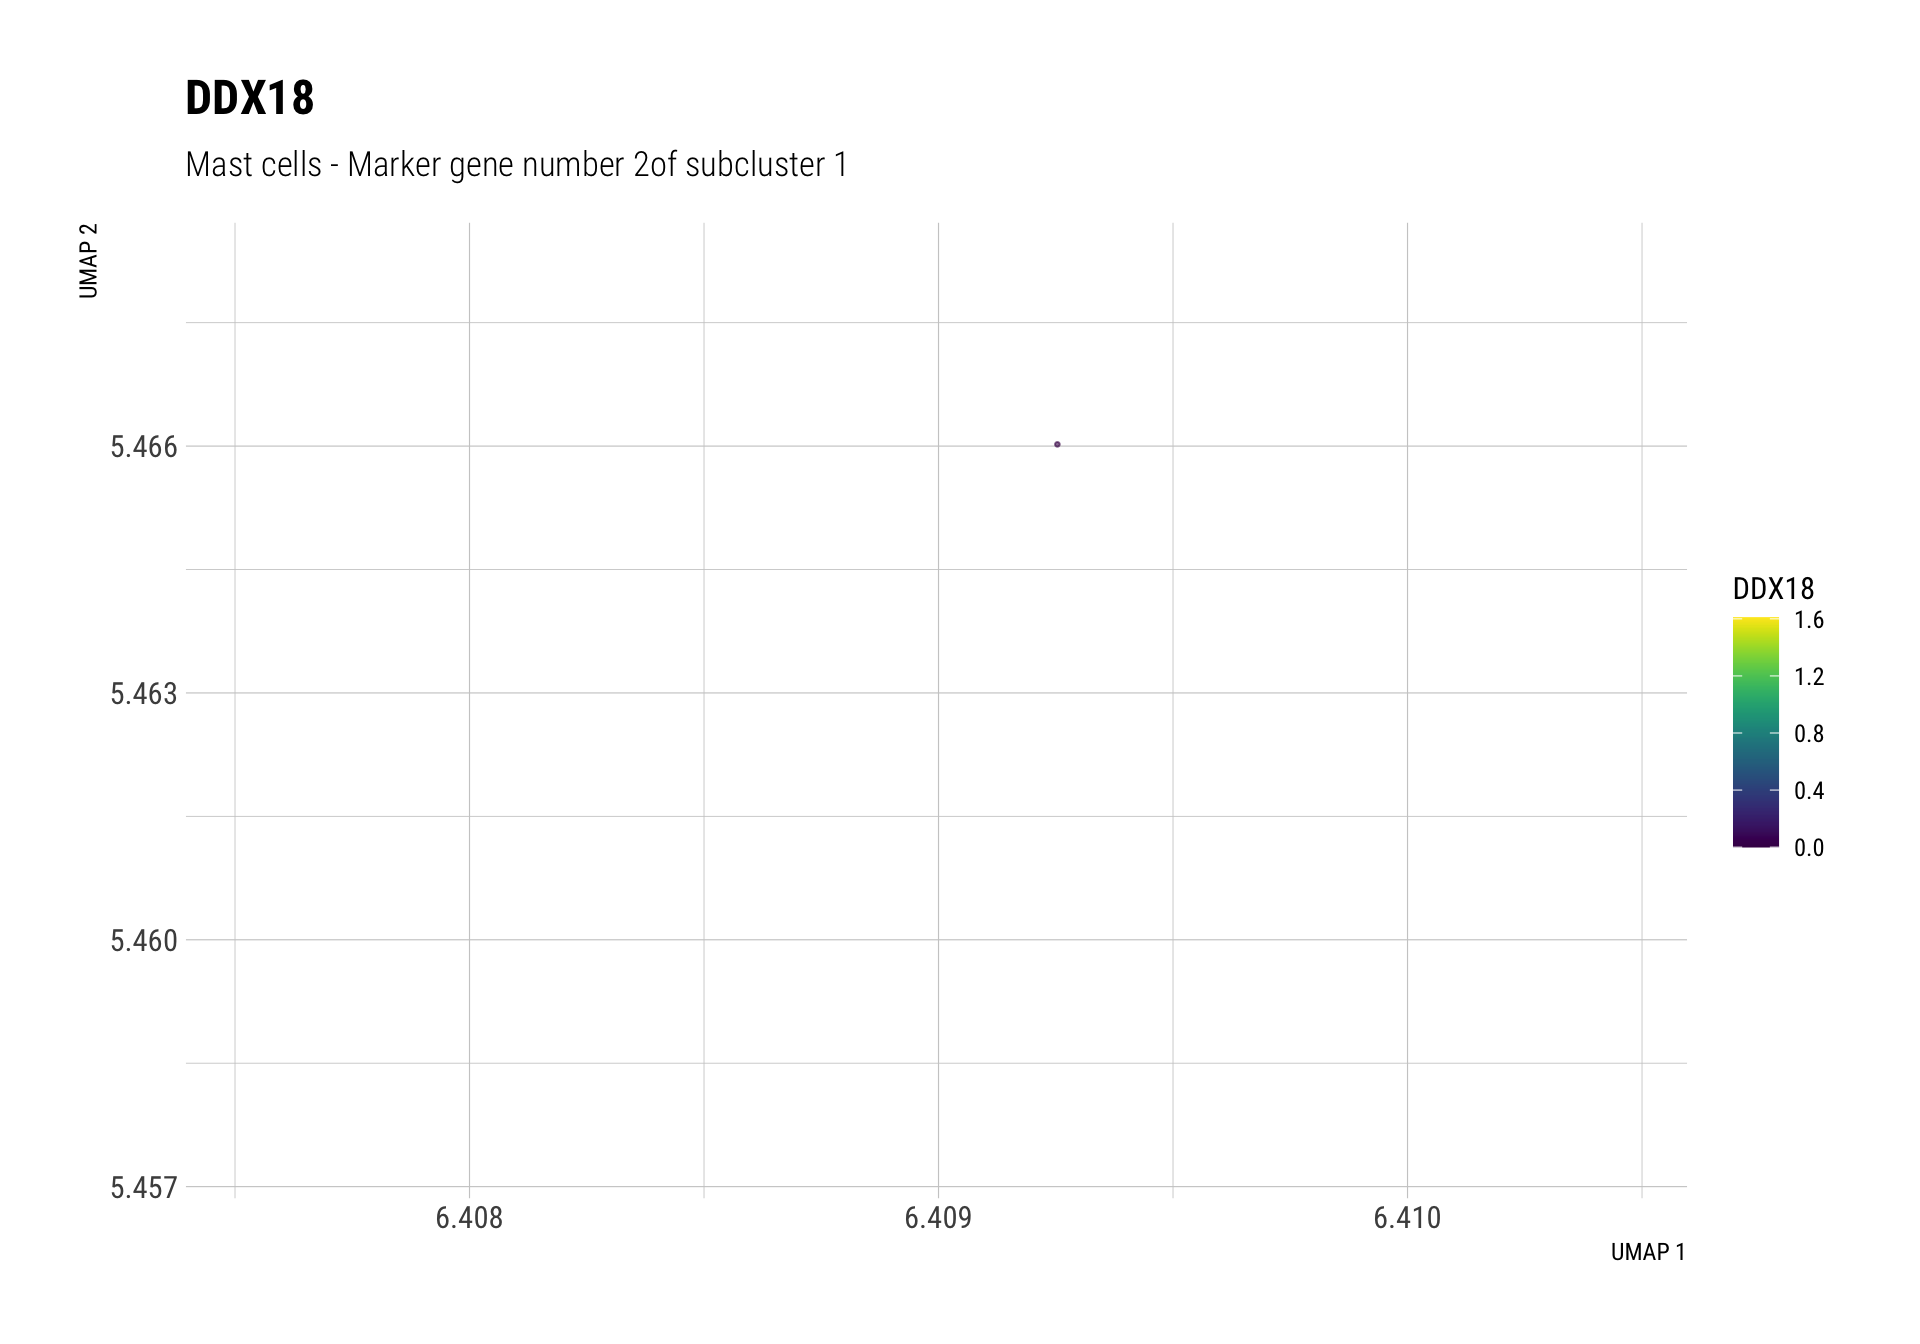 DDX18
Mast cells - Marker gene number 2of subcluster 1
UMAP 2
5.466
5.463
5.460
5.457
6.408 6.409 6.410
UMAP 1
DDX18
1.6
1.2
0.8
0.4
0.0